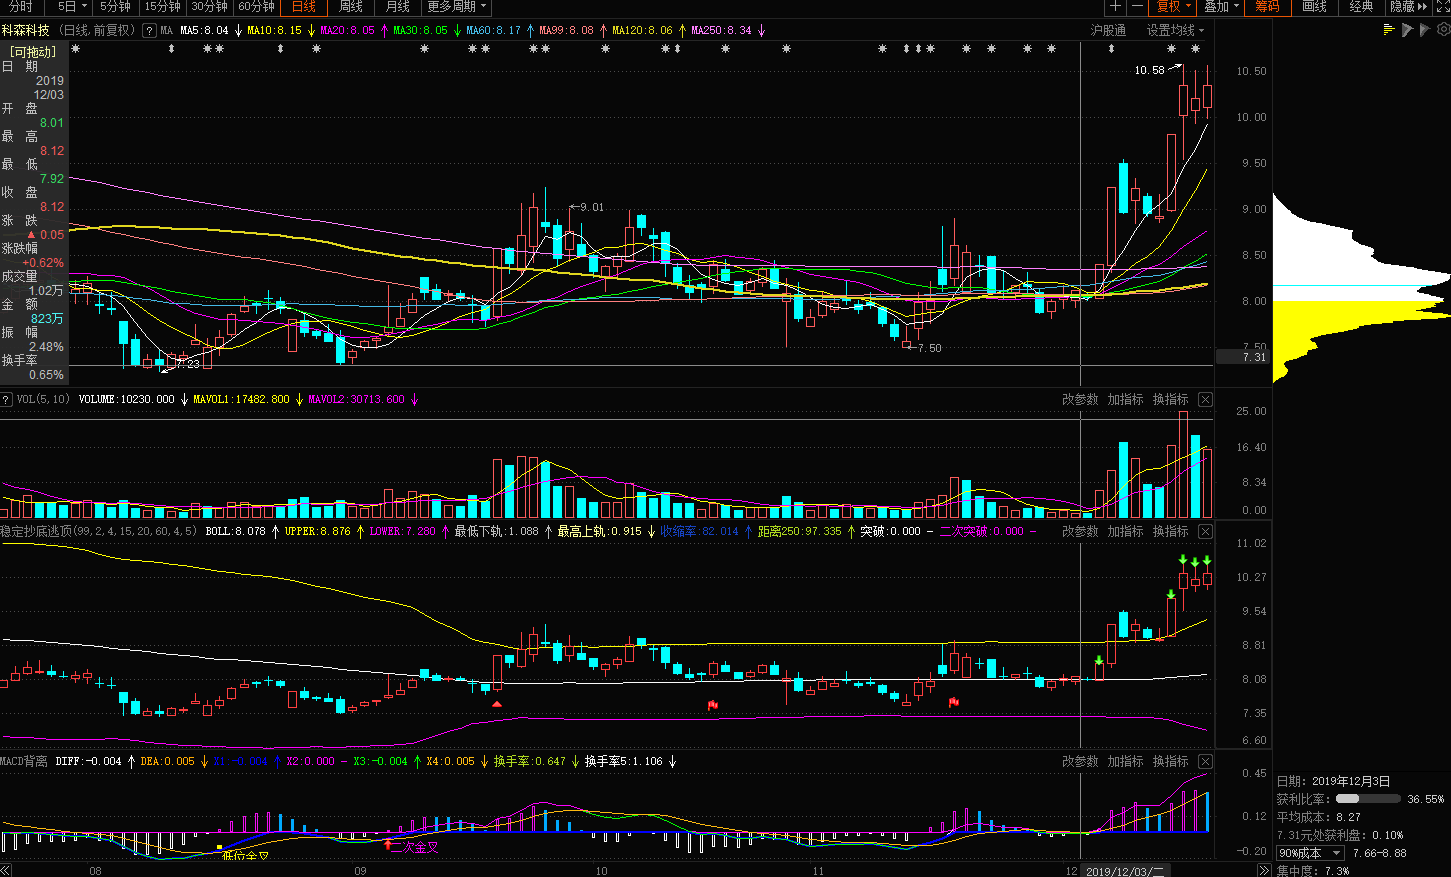 分时 5日 5分钟 15分钟 30分钟 60分钟 日线 周线 月线 更多周期 + − 复权 叠加 筹码 画线 经典 隐藏
科森科技 (日线,前复权) ? MA MA5:8.04 ↓ MA10:8.15 ↓ MA20:8.05 ↑ MA30:8.05 ↓ MA60:8.17 ↑ MA99:8.08 ↑ MA120:8.06 ↑ MA250:8.34 ↓ 沪股通 设置均线
[可拖动]
日 期
2019
12/03
开 盘
8.01
最 高
8.12
最 低
7.92
收 盘
8.12
涨 跌
▲ 0.05
涨跌幅
+0.62%
成交量
1.02万
金 额
823万
振 幅
2.48%
换手率
0.65%
10.58
9.01
7.23
7.50
10.50
10.00
9.50
9.00
8.50
8.00
7.50
7.31
? VOL(5,10) VOLUME:10230.000 ↓ MAVOL1:17482.800 ↓ MAVOL2:30713.600 ↓ 改参数 加指标 换指标
25.00
16.40
8.34
0.00
稳定抄底逃顶(99,2,4,15,20,60,4,5) BOLL:8.078 ↑ UPPER:8.876 ↑ LOWER:7.280 ↑ 最低下轨:1.088 ↑ 最高上轨:0.915 ↓ 收缩率:82.014 ↑ 距离250:97.335 ↑ 突破:0.000 − 二次突破:0.000 − 改参数 加指标 换指标
11.02
10.27
9.54
8.81
8.08
7.35
6.60
MACD背离 DIFF:-0.004 ↑ DEA:0.005 ↓ X1:-0.004 ↑ X2:0.000 − X3:-0.004 ↑ X4:0.005 ↓ 换手率:0.647 ↓ 换手率5:1.106 ↓ 改参数 加指标 换指标
0.45
0.12
-0.20
低位金叉
二次金叉
08 09 10 11 12 2019/12/03/二
日期: 2019年12月3日
获利比率: 36.55%
平均成本: 8.27
7.31元处获利盘: 0.10%
90%成本 7.66-8.88
集中度: 7.3%